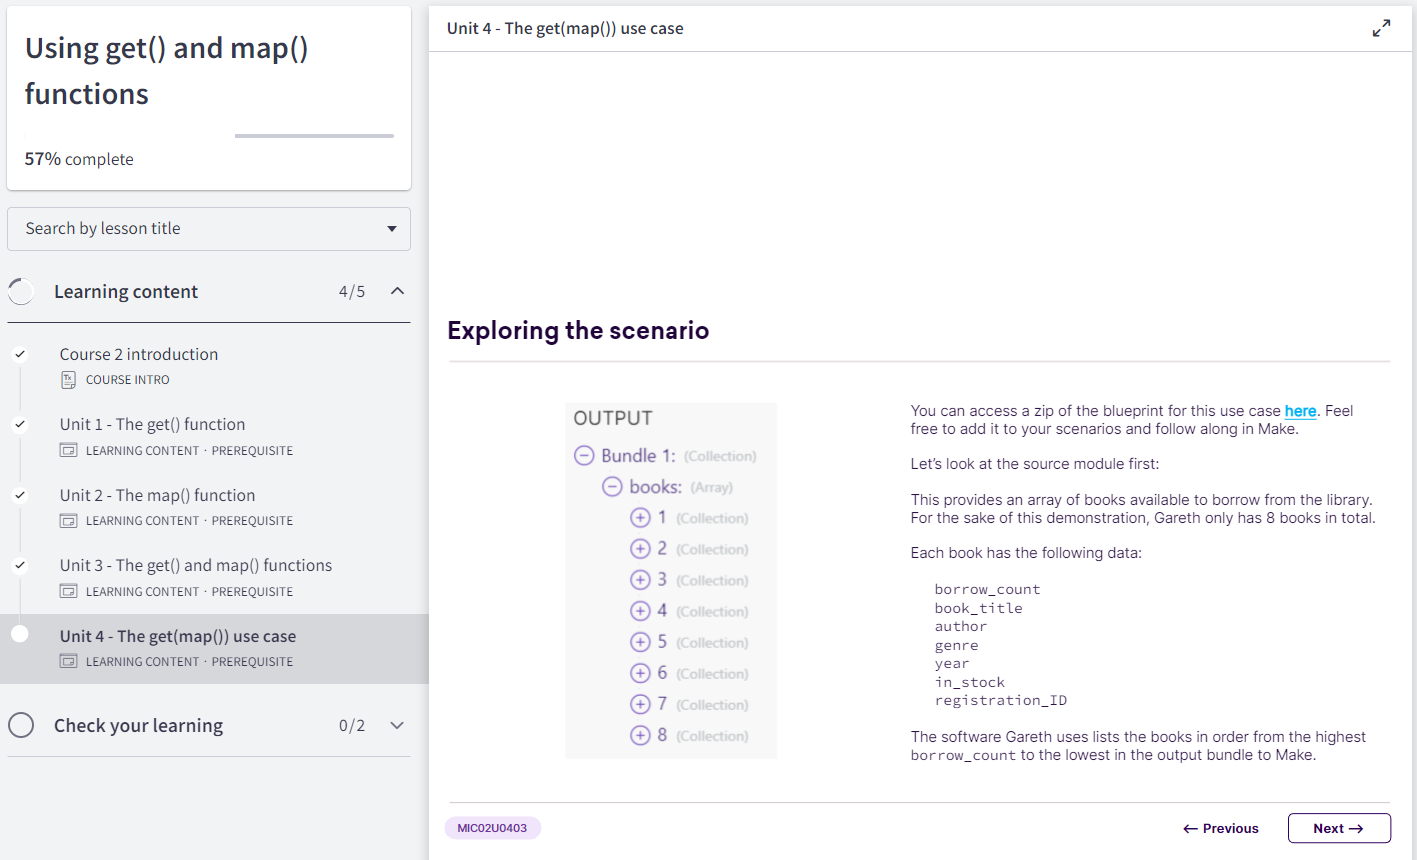 Using get() and map()
functions
57% complete
Search by lesson title
Learning content 4/5
Course 2 introduction
Tx COURSE INTRO
Unit 1 - The get() function
LEARNING CONTENT · PREREQUISITE
Unit 2 - The map() function
LEARNING CONTENT · PREREQUISITE
Unit 3 - The get() and map() functions
LEARNING CONTENT · PREREQUISITE
Unit 4 - The get(map()) use case
LEARNING CONTENT · PREREQUISITE
Check your learning 0/2
Unit 4 - The get(map()) use case
Exploring the scenario
OUTPUT
Bundle 1: (Collection)
books: (Array)
1 (Collection)
2 (Collection)
3 (Collection)
4 (Collection)
5 (Collection)
6 (Collection)
7 (Collection)
8 (Collection)
You can access a zip of the blueprint for this use case here. Feel
free to add it to your scenarios and follow along in Make.
Let's look at the source module first:
This provides an array of books available to borrow from the library.
For the sake of this demonstration, Gareth only has 8 books in total.
Each book has the following data:
borrow_count
book_title
author
genre
year
in_stock
registration_ID
The software Gareth uses lists the books in order from the highest
borrow_count to the lowest in the output bundle to Make.
MIC02U0403
← Previous
Next →